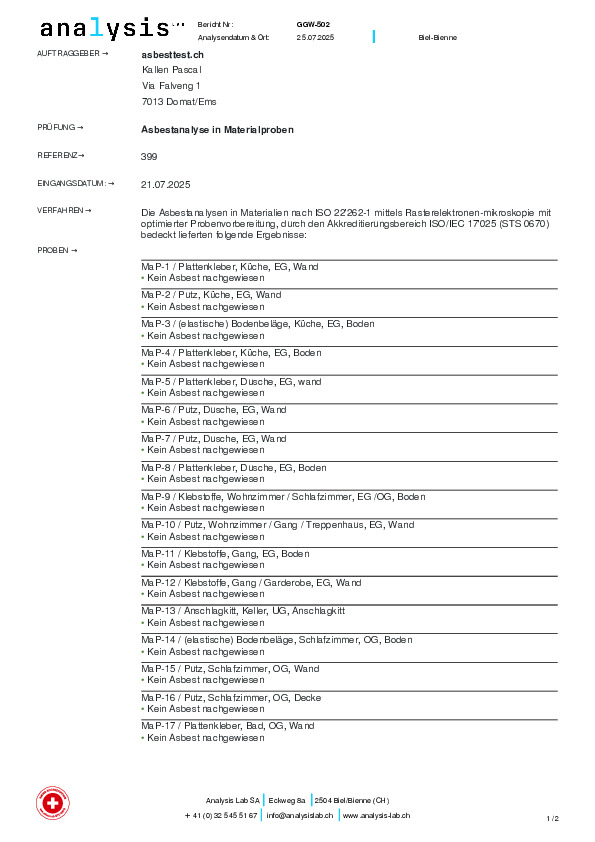 analysis
Bericht Nr: GGW-502
Analysendatum & Ort: 25.07.2025 Biel-Bienne
AUFTRAGGEBER → asbesttest.ch
Kallen Pascal
Via Falveng 1
7013 Domat/Ems
PRÜFUNG → Asbestanalyse in Materialproben
REFERENZ→ 399
EINGANGSDATUM: → 21.07.2025
VERFAHREN → Die Asbestanalysen in Materialien nach ISO 22'262-1 mittels Rasterelektronen-mikroskopie mit
optimierter Probenvorbereitung, durch den Akkreditierungsbereich ISO/IEC 17'025 (STS 0670)
bedeckt lieferten folgende Ergebnisse:
PROBEN →
MaP-1 / Plattenkleber, Küche, EG, Wand
• Kein Asbest nachgewiesen
MaP-2 / Putz, Küche, EG, Wand
• Kein Asbest nachgewiesen
MaP-3 / (elastische) Bodenbeläge, Küche, EG, Boden
• Kein Asbest nachgewiesen
MaP-4 / Plattenkleber, Küche, EG, Boden
• Kein Asbest nachgewiesen
MaP-5 / Plattenkleber, Dusche, EG, wand
• Kein Asbest nachgewiesen
MaP-6 / Putz, Dusche, EG, Wand
• Kein Asbest nachgewiesen
MaP-7 / Putz, Dusche, EG, Wand
• Kein Asbest nachgewiesen
MaP-8 / Plattenkleber, Dusche, EG, Boden
• Kein Asbest nachgewiesen
MaP-9 / Klebstoffe, Wohnzimmer / Schlafzimmer, EG /OG, Boden
• Kein Asbest nachgewiesen
MaP-10 / Putz, Wohnzimmer / Gang / Treppenhaus, EG, Wand
• Kein Asbest nachgewiesen
MaP-11 / Klebstoffe, Gang, EG, Boden
• Kein Asbest nachgewiesen
MaP-12 / Klebstoffe, Gang / Garderobe, EG, Wand
• Kein Asbest nachgewiesen
MaP-13 / Anschlagkitt, Keller, UG, Anschlagkitt
• Kein Asbest nachgewiesen
MaP-14 / (elastische) Bodenbeläge, Schlafzimmer, OG, Boden
• Kein Asbest nachgewiesen
MaP-15 / Putz, Schlafzimmer, OG, Wand
• Kein Asbest nachgewiesen
MaP-16 / Putz, Schlafzimmer, OG, Decke
• Kein Asbest nachgewiesen
MaP-17 / Plattenkleber, Bad, OG, Wand
• Kein Asbest nachgewiesen
Analysis Lab SA Eckweg 8a 2504 Biel/Bienne (CH)
+ 41 (0) 32 545 51 67 info@analysislab.ch www.analysis-lab.ch
1 / 2